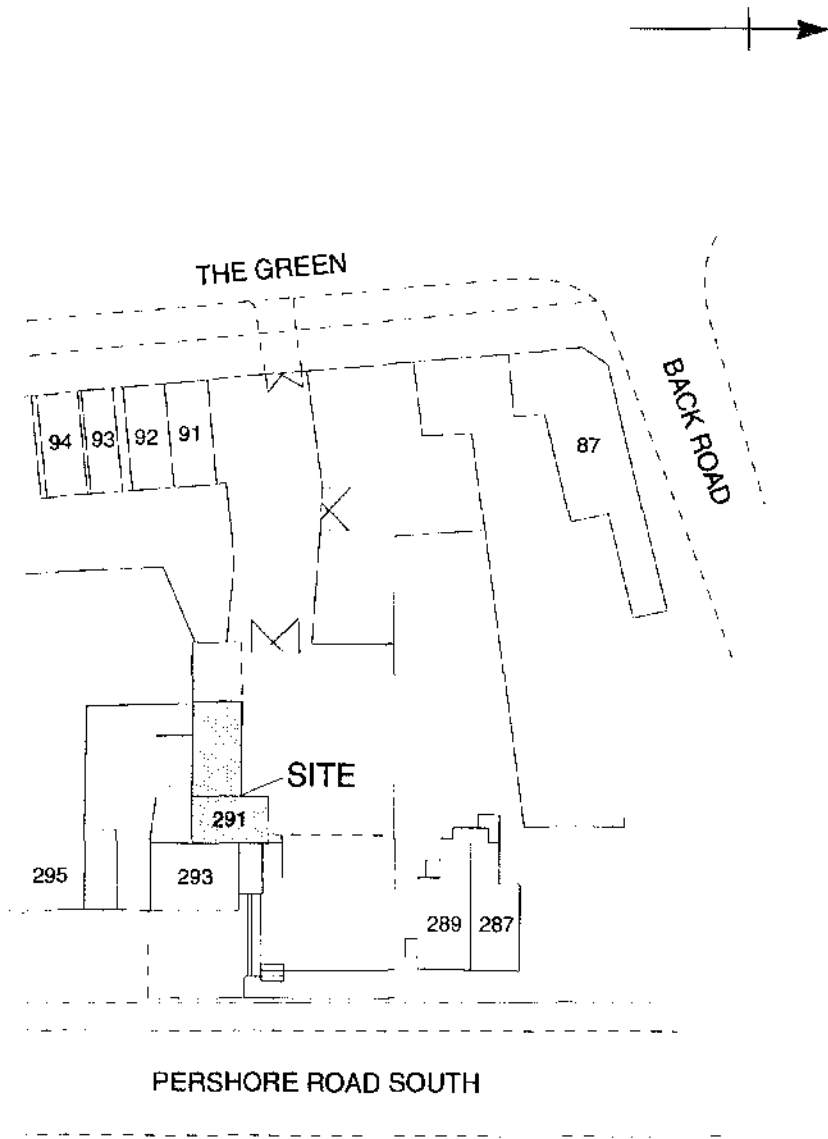 THE GREEN
BACK ROAD
94 93 92 91
87
SITE
291
295 293
289 287
PERSHORE ROAD SOUTH